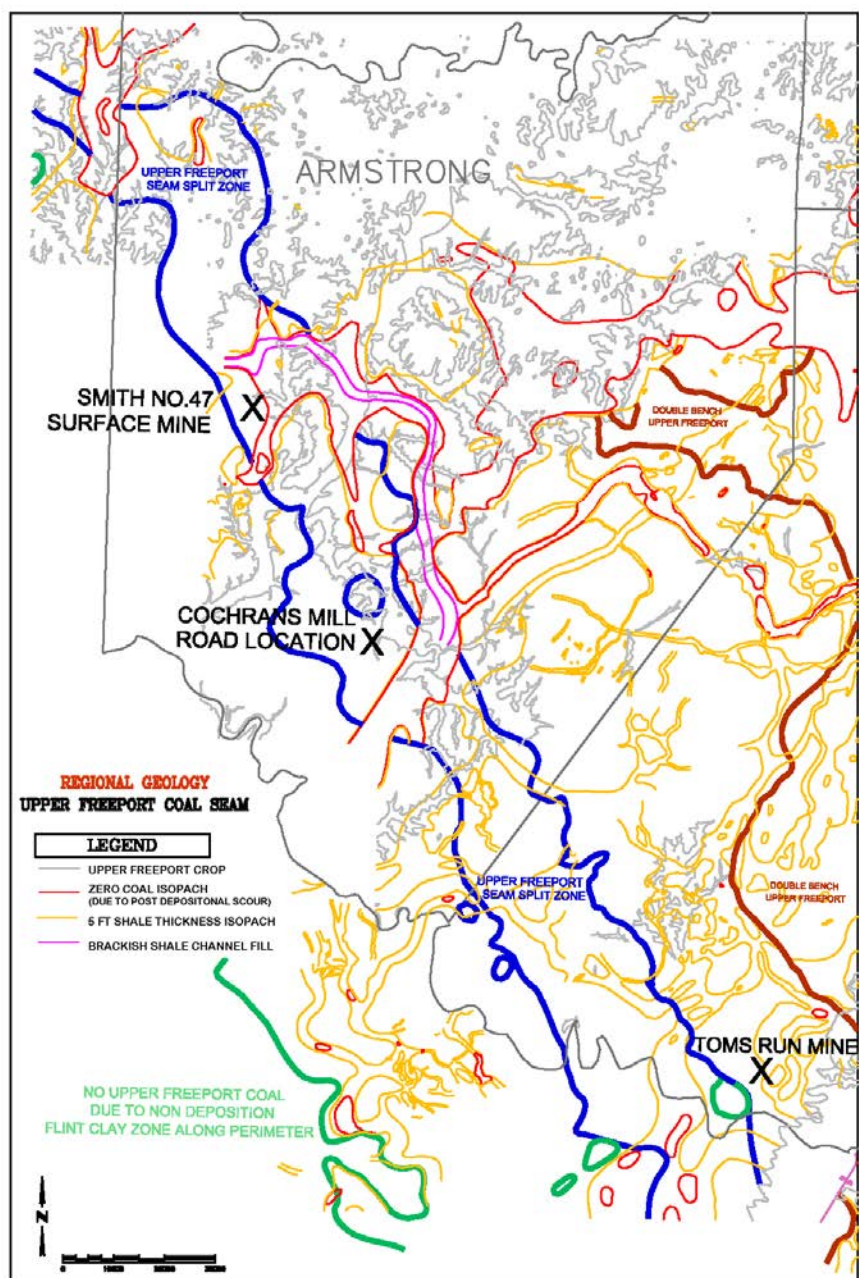 ARMSTRONG
UPPER FREEPORT
SEAM SPLIT ZONE
SMITH NO.47
SURFACE MINE
X
DOUBLE BENCH
UPPER FREEPORT
COCHRANS MILL
ROAD LOCATION
X
REGIONAL GEOLOGY
UPPER FREEPORT COAL SEAM
LEGEND
UPPER FREEPORT CROP
ZERO COAL ISOPACH
(DUE TO POST DEPOSITONAL SCOUR)
5 FT SHALE THICKNESS ISOPACH
BRACKISH SHALE CHANNEL FILL
UPPER FREEPORT
SEAM SPLIT ZONE
DOUBLE BENCH
UPPER FREEPORT
TOMS RUN MINE
X
NO UPPER FREEPORT COAL
DUE TO NON DEPOSITION
FLINT CLAY ZONE ALONG PERIMETER
N
0